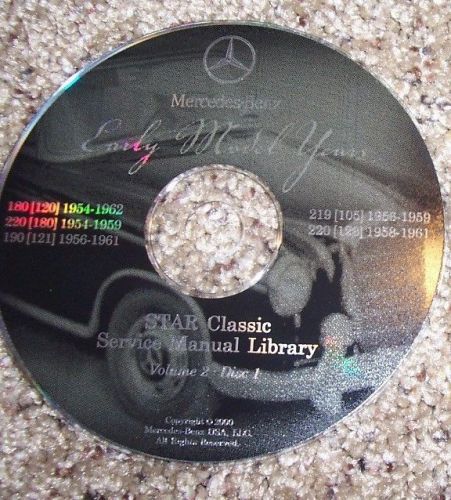 Mercedes-Benz
Early Model Years
180 [120] 1954-1962
220 [180] 1954-1959
190 [121] 1956-1961
219 [105] 1956-1959
220 [128] 1958-1961
STAR Classic
Service Manual Library
Volume 2 - Disc 1
Copyright © 2000
Mercedes-Benz USA, LLC.
All Rights Reserved.